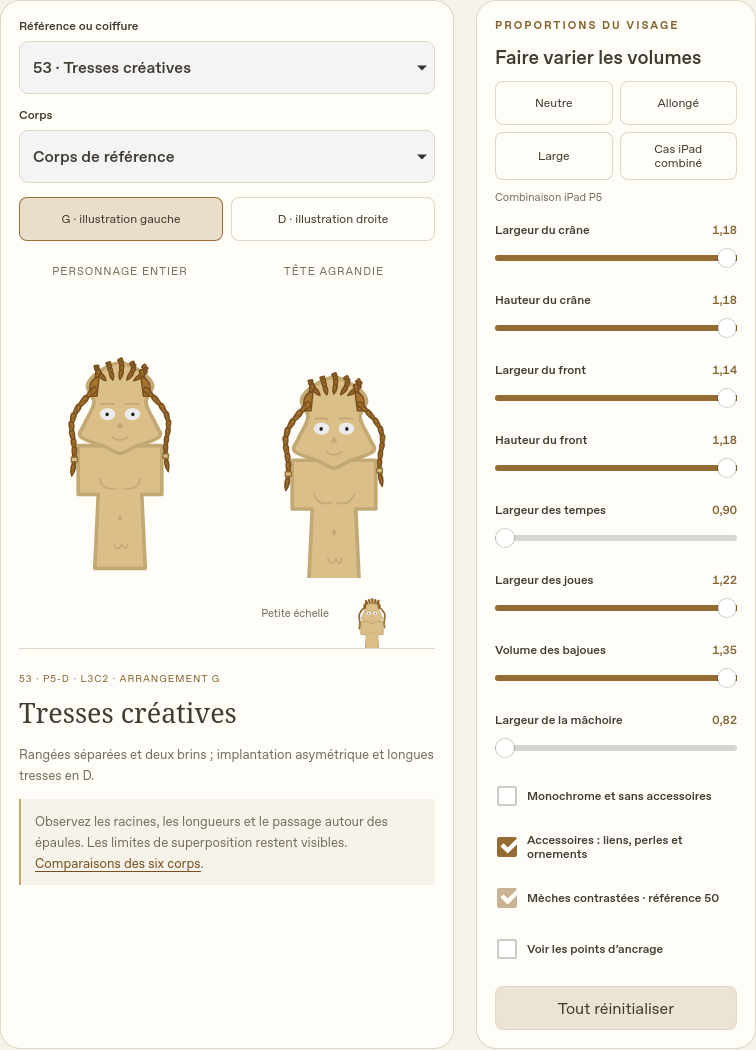 Référence ou coiffure
53 · Tresses créatives
Corps
Corps de référence
G · illustration gauche
D · illustration droite
PERSONNAGE ENTIER
TÊTE AGRANDIE
Petite échelle
53 · P5-D · L3C2 · ARRANGEMENT G
Tresses créatives
Rangées séparées et deux brins ; implantation asymétrique et longues
tresses en D.
Observez les racines, les longueurs et le passage autour des
épaules. Les limites de superposition restent visibles.
Comparaisons des six corps.
PROPORTIONS DU VISAGE
Faire varier les volumes
Neutre
Allongé
Large
Cas iPad
combiné
Combinaison iPad P5
Largeur du crâne 1,18
Hauteur du crâne 1,18
Largeur du front 1,14
Hauteur du front 1,18
Largeur des tempes 0,90
Largeur des joues 1,22
Volume des bajoues 1,35
Largeur de la mâchoire 0,82
Monochrome et sans accessoires
Accessoires : liens, perles et
ornements
Mèches contrastées · référence 50
Voir les points d’ancrage
Tout réinitialiser